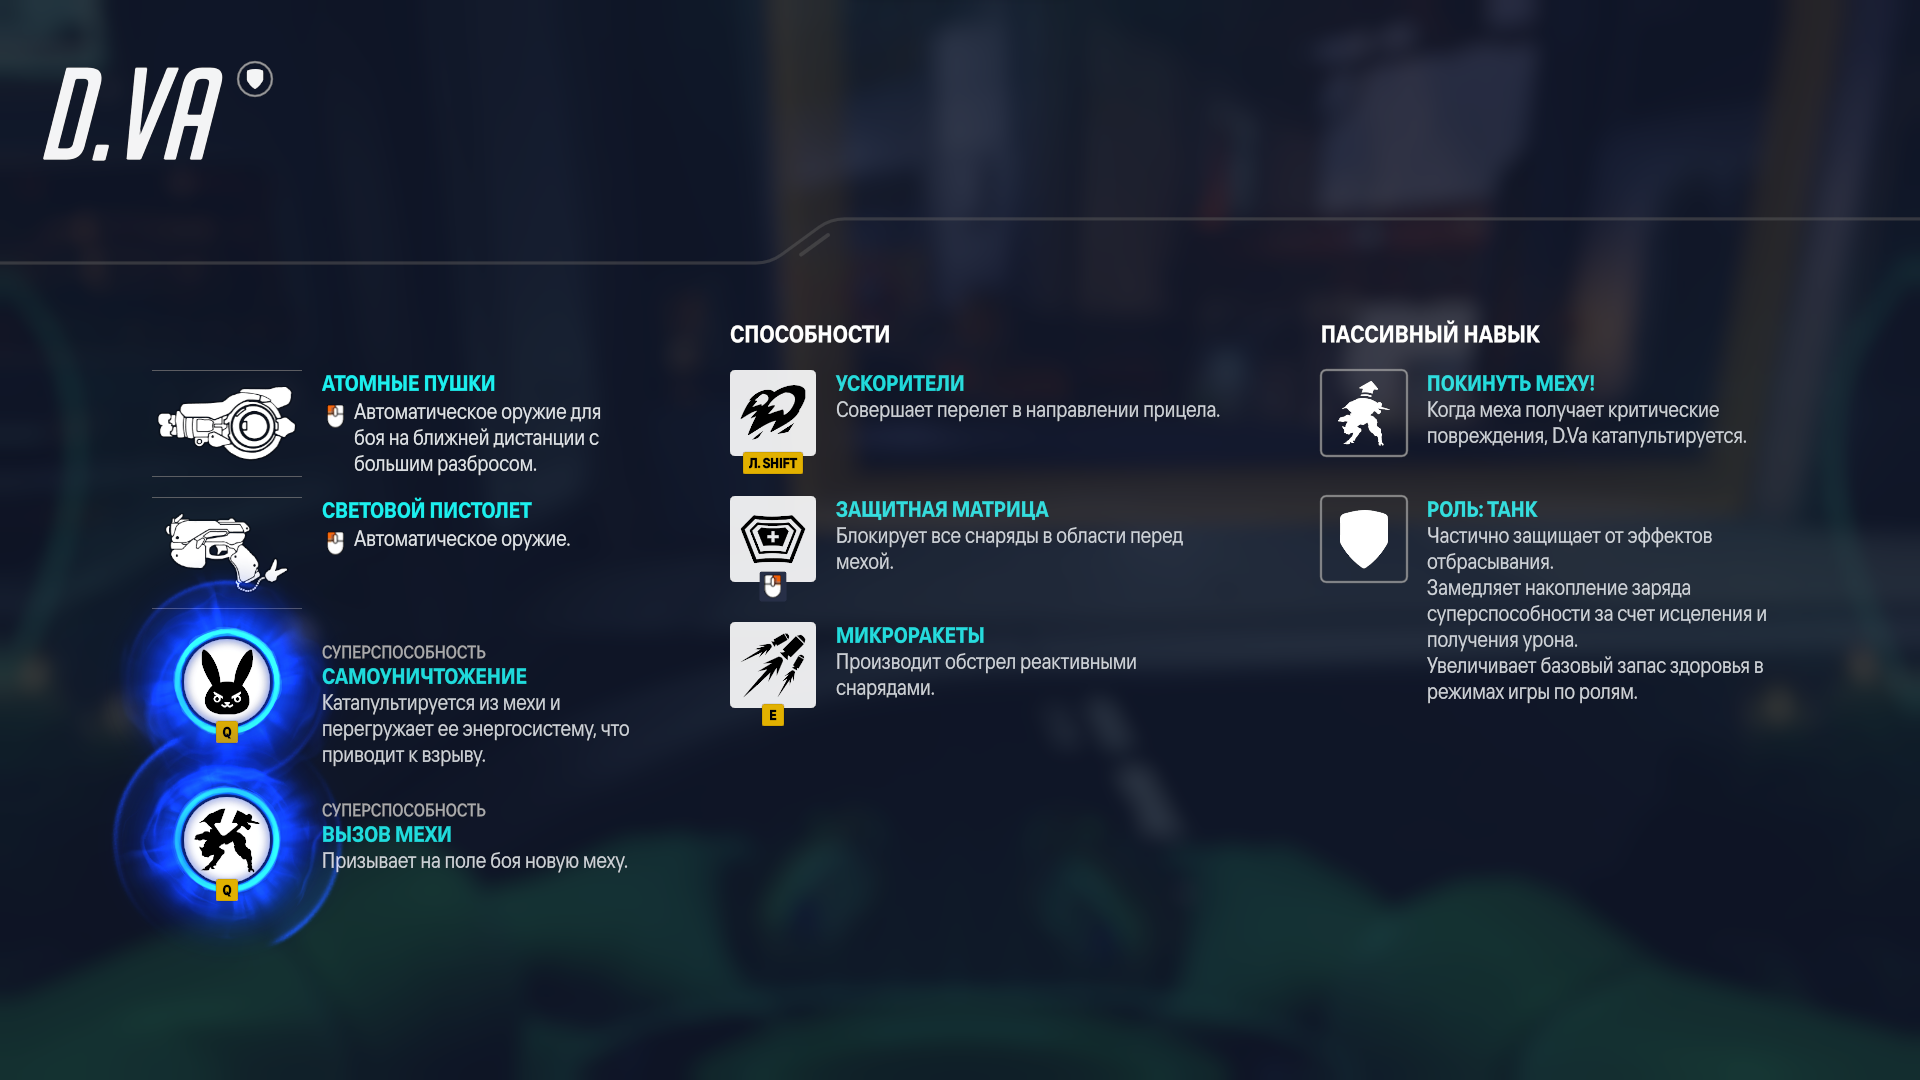 D.VA
АТОМНЫЕ ПУШКИ
Автоматическое оружие для
боя на ближней дистанции с
большим разбросом.
СВЕТОВОЙ ПИСТОЛЕТ
Автоматическое оружие.
СУПЕРСПОСОБНОСТЬ
САМОУНИЧТОЖЕНИЕ
Катапультируется из мехи и
перегружает ее энергосистему, что
приводит к взрыву.
Q
СУПЕРСПОСОБНОСТЬ
ВЫЗОВ МЕХИ
Призывает на поле боя новую меху.
Q
СПОСОБНОСТИ
УСКОРИТЕЛИ
Совершает перелет в направлении прицела.
Л. SHIFT
ЗАЩИТНАЯ МАТРИЦА
Блокирует все снаряды в области перед
мехой.
МИКРОРАКЕТЫ
Производит обстрел реактивными
снарядами.
E
ПАССИВНЫЙ НАВЫК
ПОКИНУТЬ МЕХУ!
Когда меха получает критические
повреждения, D.Va катапультируется.
РОЛЬ: ТАНК
Частично защищает от эффектов
отбрасывания.
Замедляет накопление заряда
суперспособности за счет исцеления и
получения урона.
Увеличивает базовый запас здоровья в
режимах игры по ролям.